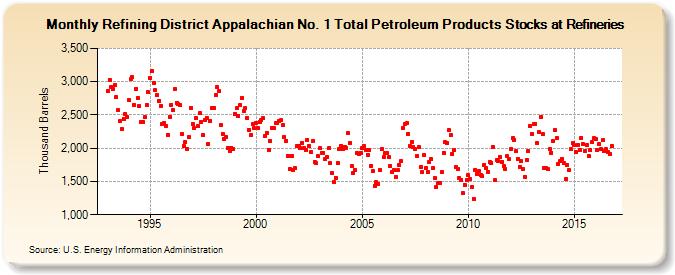 Monthly Refining District Appalachian No. 1 Total Petroleum Products Stocks at Refineries
Thousand Barrels
3,500
3,000
2,500
2,000
1,500
1,000
1995 2000 2005 2010 2015
Source: U.S. Energy Information Administration